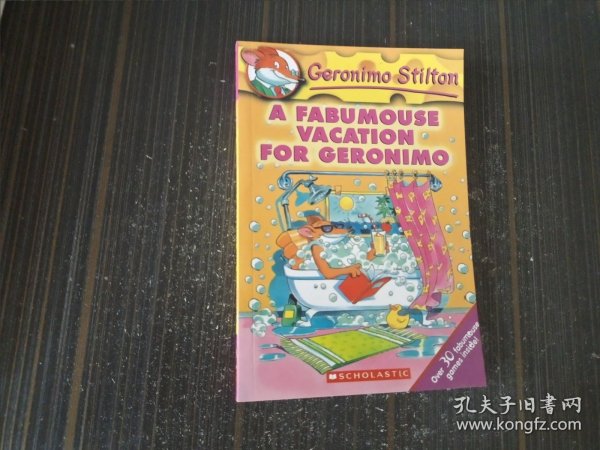 Geronimo Stilton
A FABUMOUSE
VACATION
FOR GERONIMO
Over 30 fabumouse
games inside!
SCHOLASTIC
孔夫子旧书网
www.kongfz.com